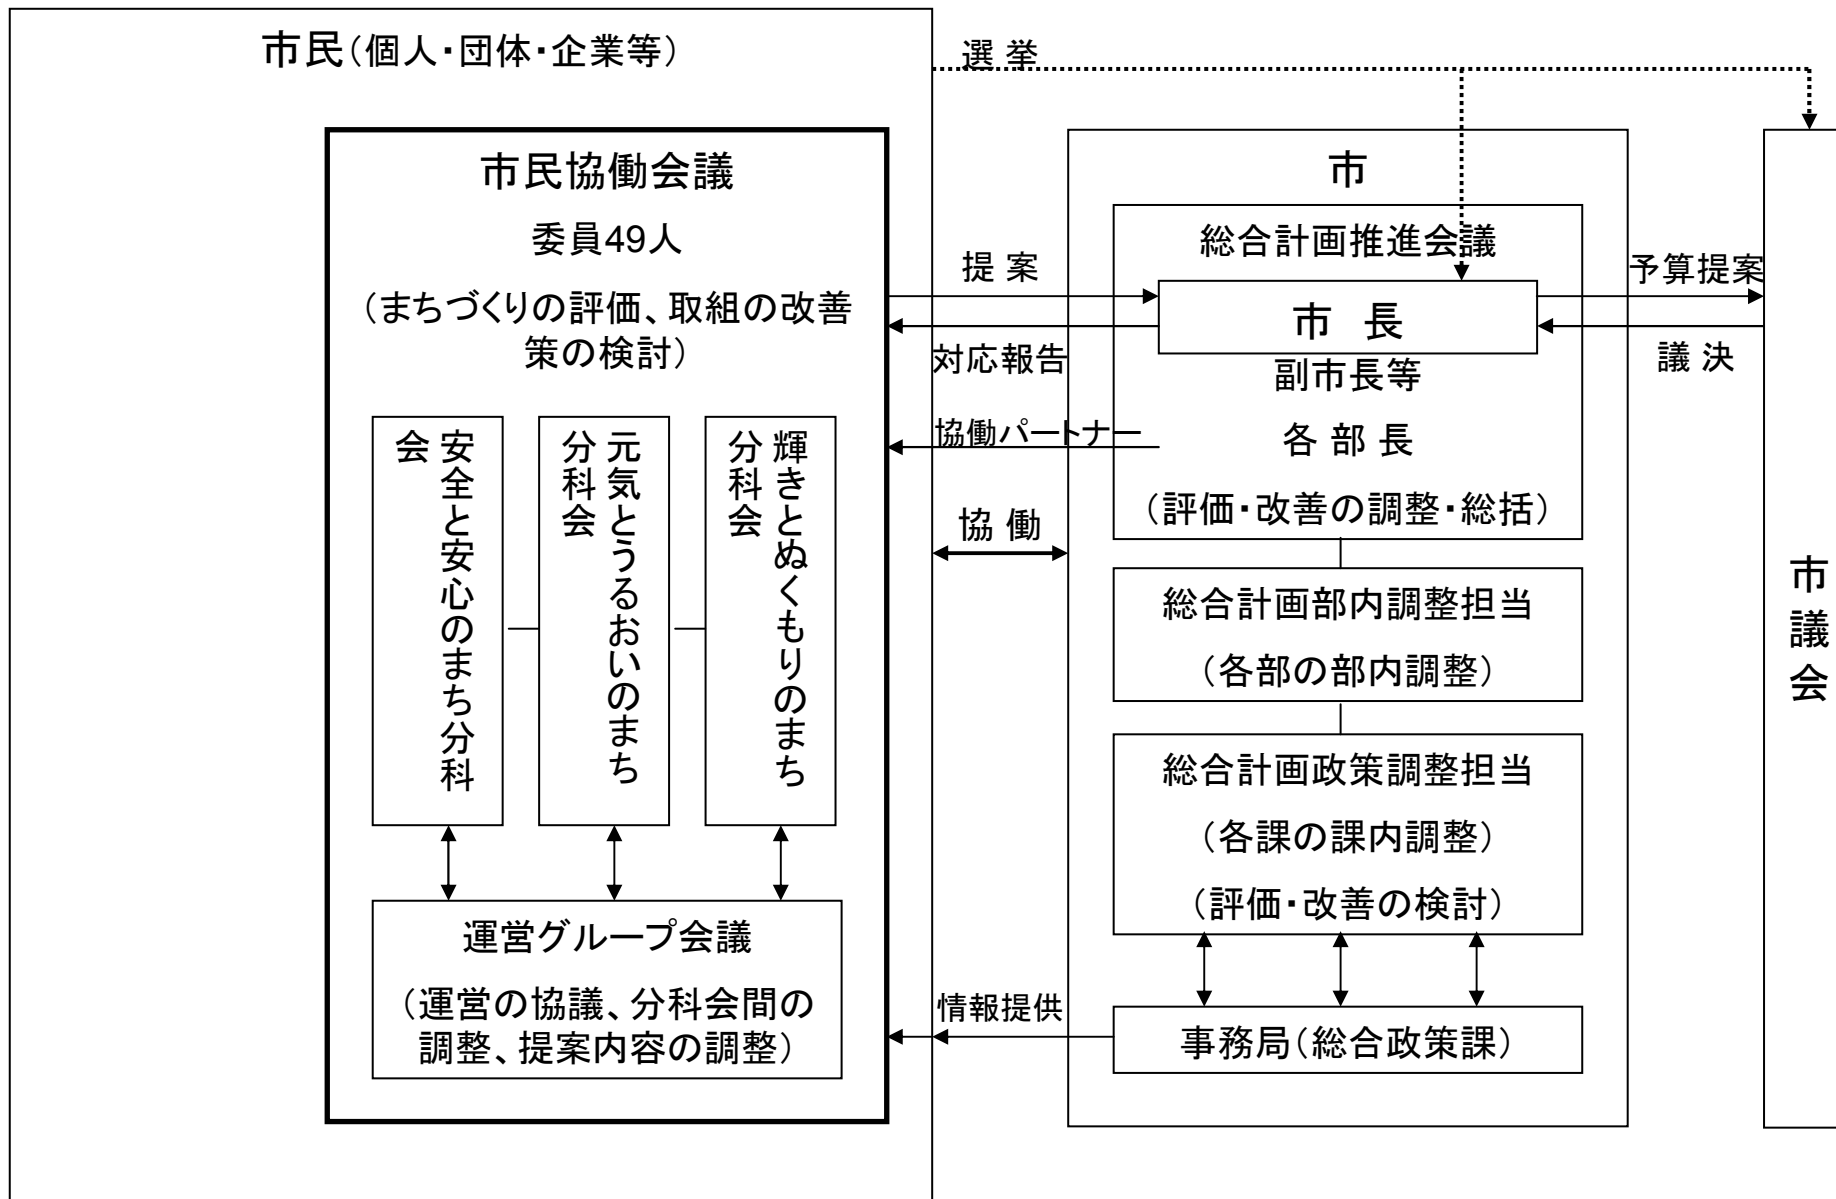 市民（個人・団体・企業等）
選 挙
市民協働会議
委員49人
（まちづくりの評価、取組の改善
策の検討）
安全と安心のまち分科
会
元気とうるおいのまち
分科会
輝きとぬくもりのまち
分科会
運営グループ会議
（運営の協議、分科会間の
調整、提案内容の調整）
提 案
対応報告
協働パートナー
協 働
情報提供
市
総合計画推進会議
市 長
副市長等
各 部 長
（評価・改善の調整・総括）
総合計画部内調整担当
（各部の部内調整）
総合計画政策調整担当
（各課の課内調整）
（評価・改善の検討）
事務局（総合政策課）
予算提案
議 決
市議会